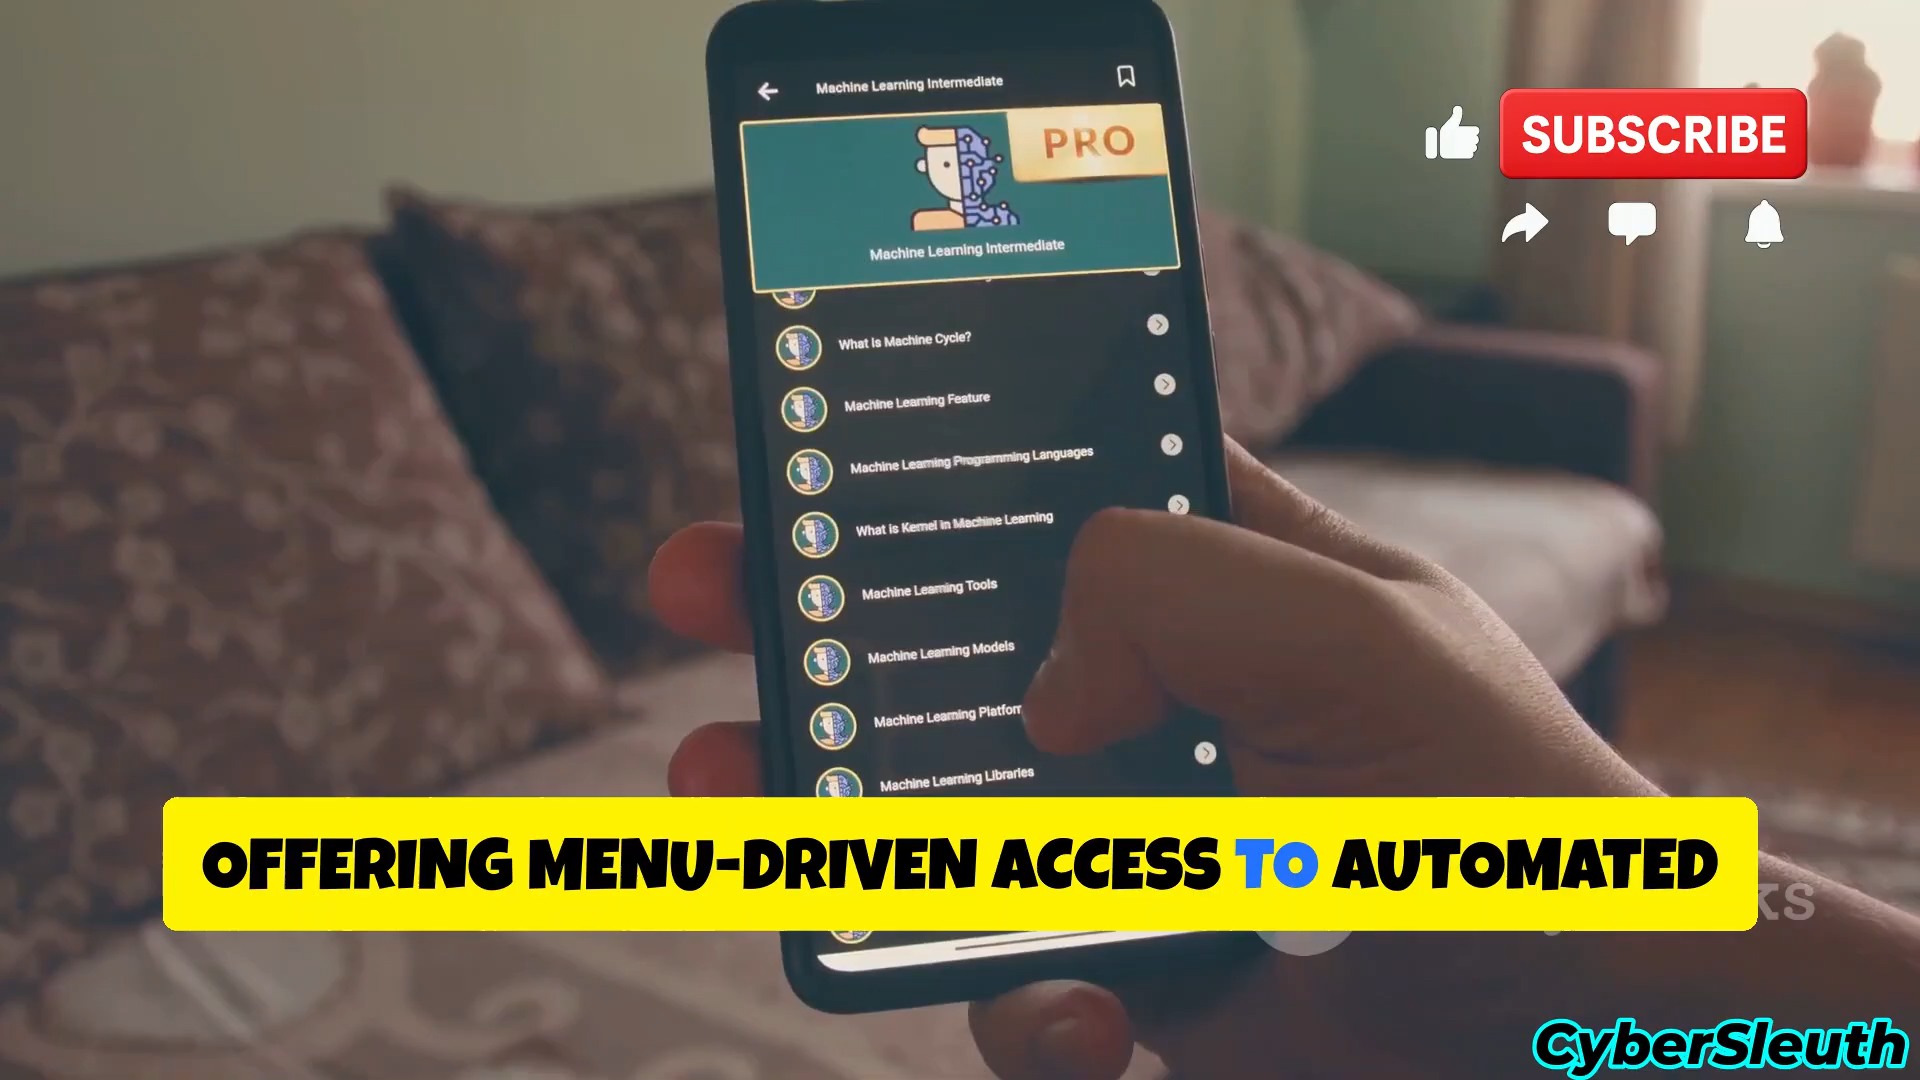 Machine Learning Intermediate
PRO
SUBSCRIBE
Machine Learning Intermediate
What is Machine Cycle?
Machine Learning Feature
Machine Learning Programming Languages
What is Kernel in Machine Learning
Machine Learning Tools
Machine Learning Models
Machine Learning Platfor
Machine Learning Libraries
OFFERING MENU-DRIVEN ACCESS TO AUTOMATED
CyberSleuth